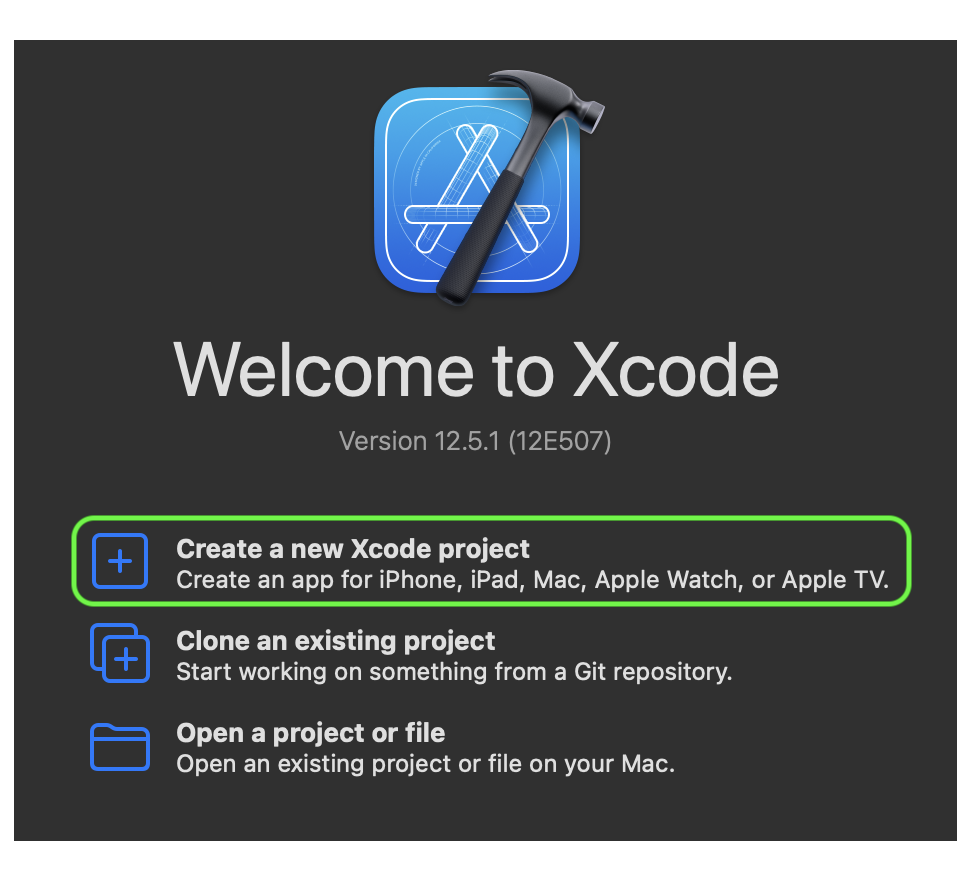 Welcome to Xcode
Version 12.5.1 (12E507)
Create a new Xcode project
Create an app for iPhone, iPad, Mac, Apple Watch, or Apple TV.
Clone an existing project
Start working on something from a Git repository.
Open a project or file
Open an existing project or file on your Mac.